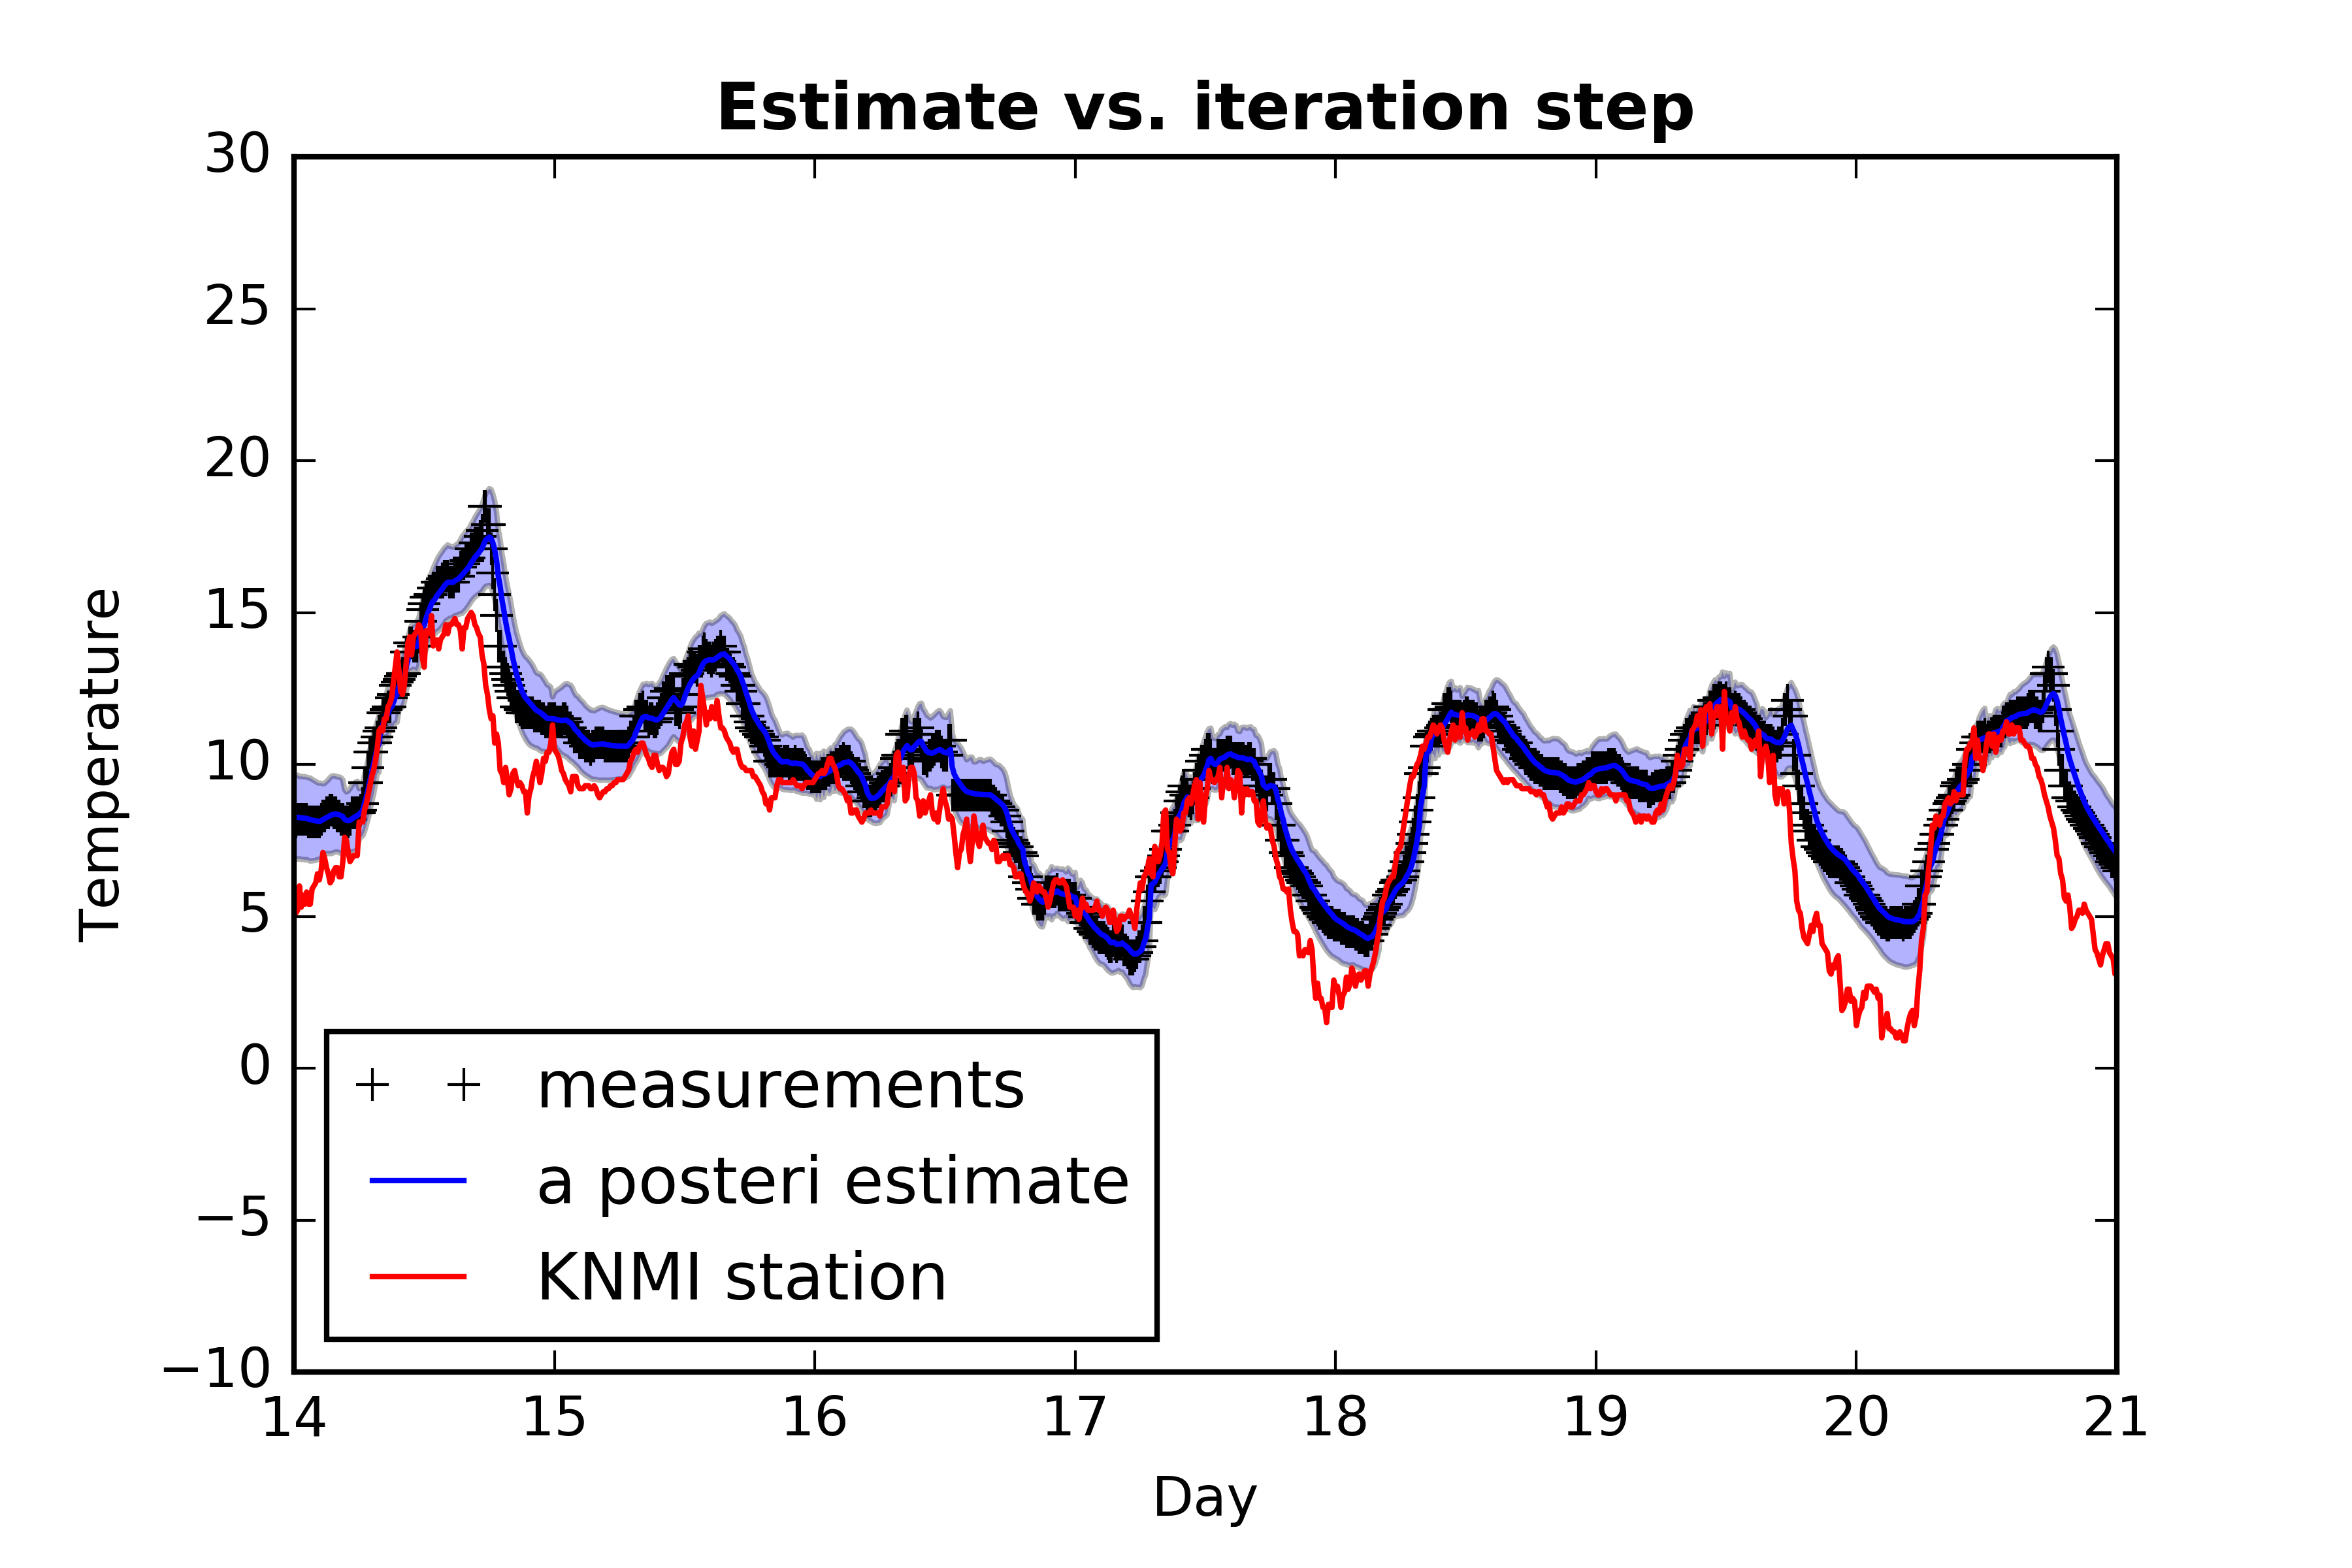 Estimate vs. iteration step
30
25
20
15
10
5
0
−5
−10
Temperature
measurements
a posteri estimate
KNMI station
14 15 16 17 18 19 20 21
Day